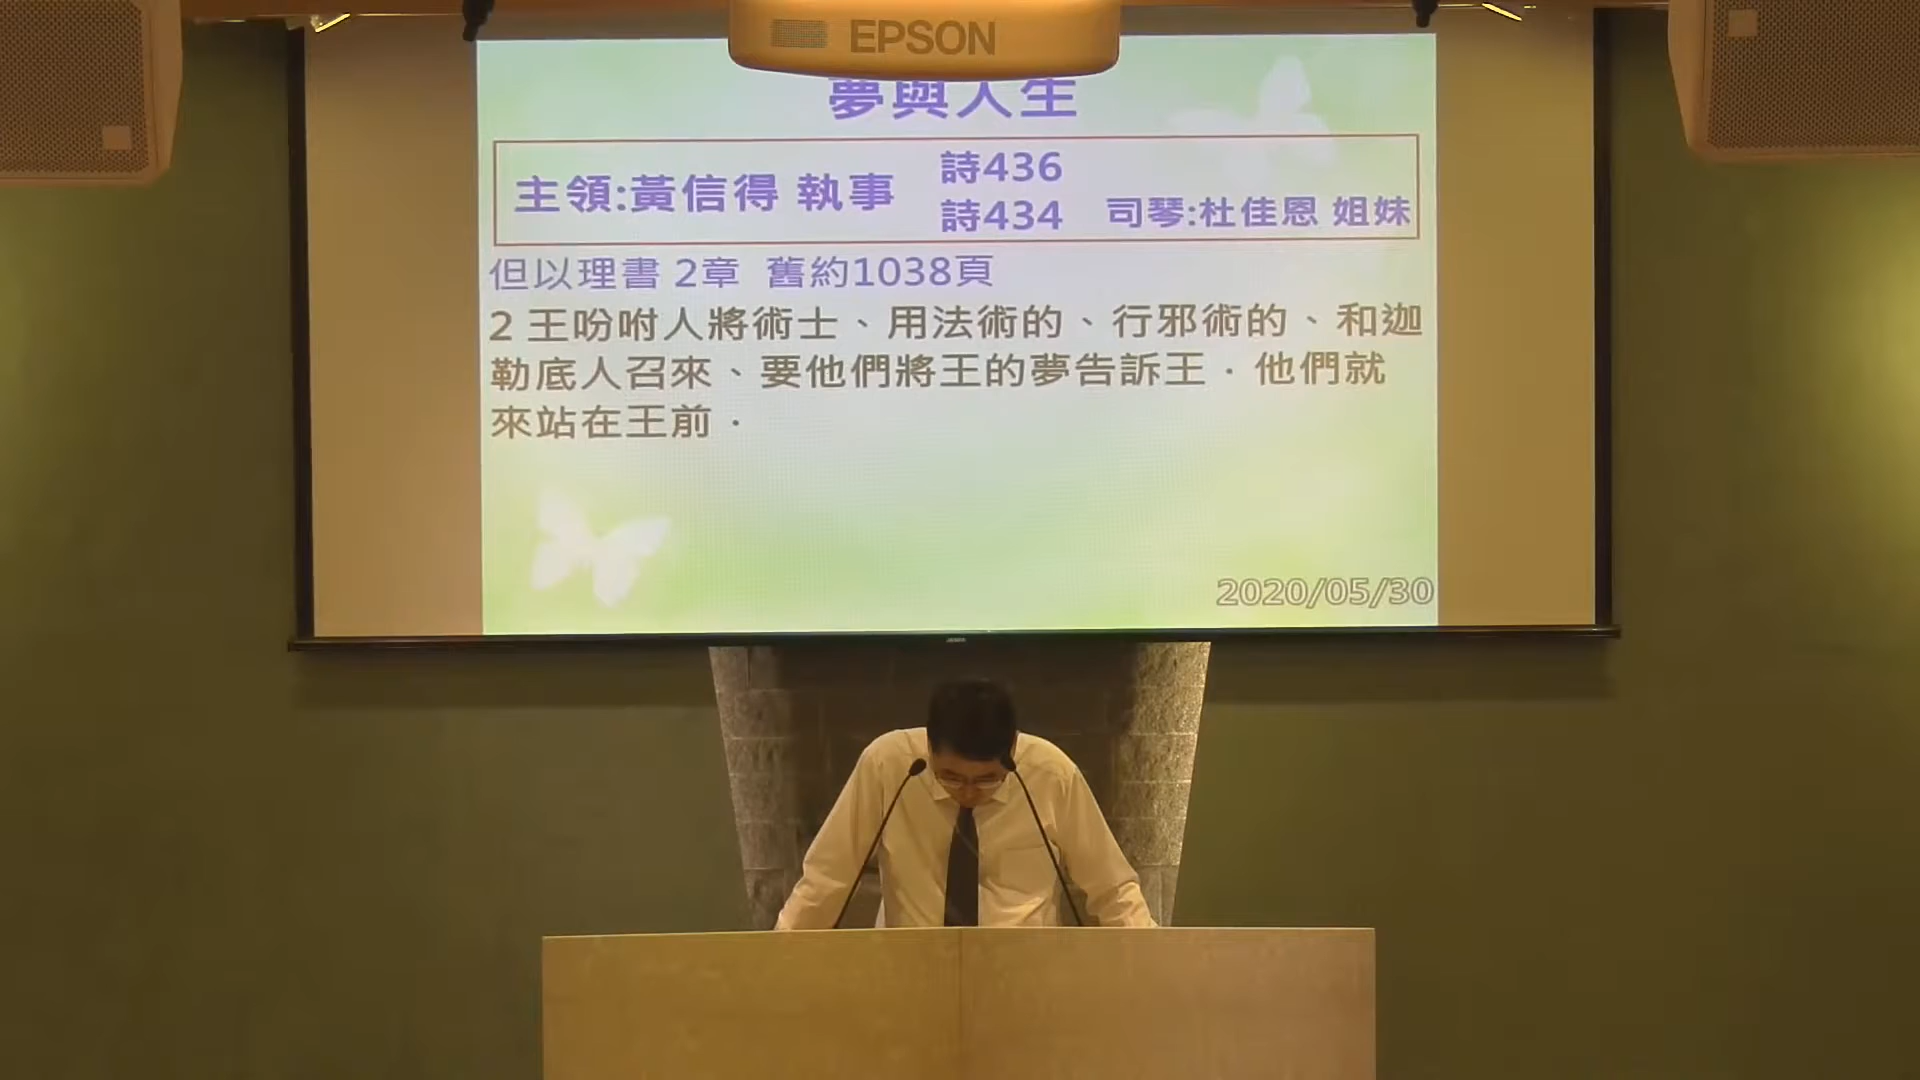 EPSON
夢與人生
詩436
主領:黃信得 執事
詩434
司琴:杜佳恩 姐妹
但以理書 2章 舊約1038頁
2 王吩咐人將術士、用法術的、行邪術的、和迦
勒底人召來、要他們將王的夢告訴王．他們就
來站在王前．
2020/05/30